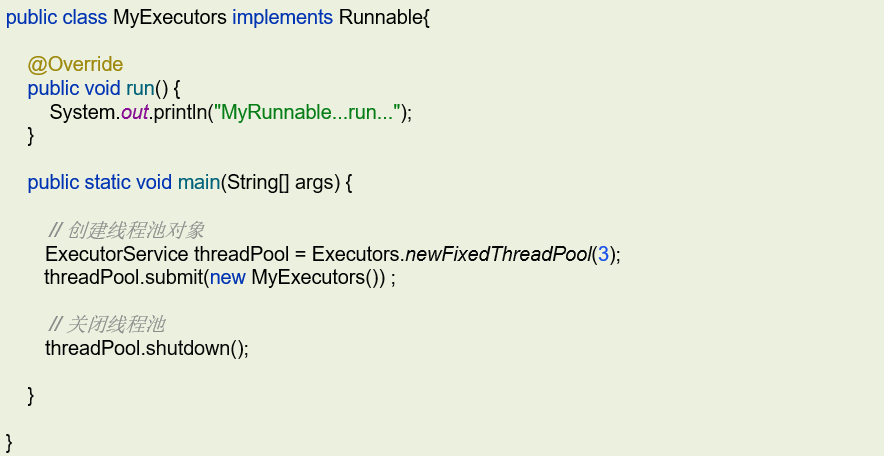 public class MyExecutors implements Runnable{
@Override
public void run() {
System.out.println("MyRunnable...run...");
}
public static void main(String[] args) {
// 创建线程池对象
ExecutorService threadPool = Executors.newFixedThreadPool(3);
threadPool.submit(new MyExecutors()) ;
// 关闭线程池
threadPool.shutdown();
}
}